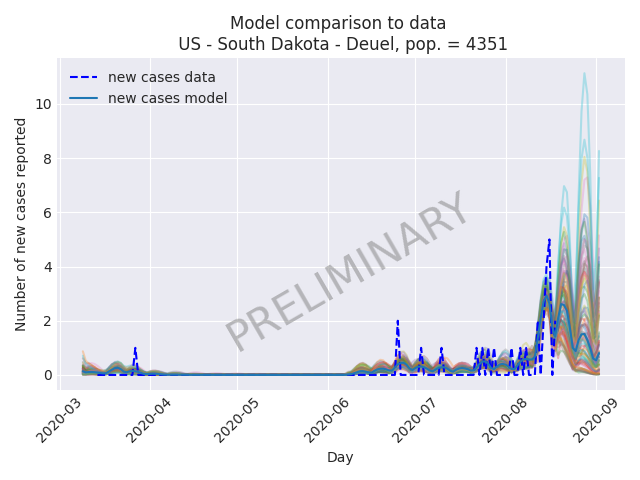 Model comparison to data
US - South Dakota - Deuel, pop. = 4351
new cases data
new cases model
10
8
6
4
2
0
Number of new cases reported
PRELIMINARY
2020-03
2020-04
2020-05
2020-06
2020-07
2020-08
2020-09
Day